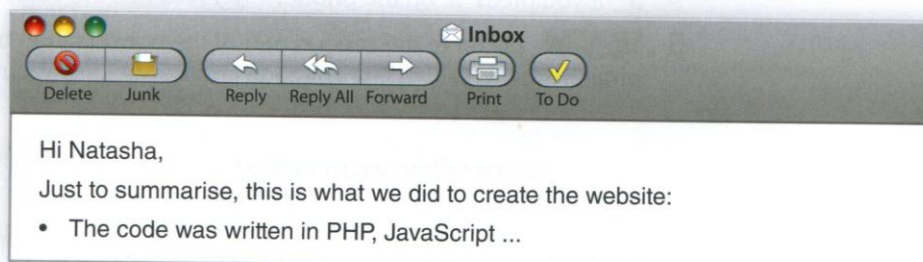 Inbox
Delete Junk Reply Reply All Forward Print To Do
Hi Natasha,
Just to summarise, this is what we did to create the website:
• The code was written in PHP, JavaScript ...